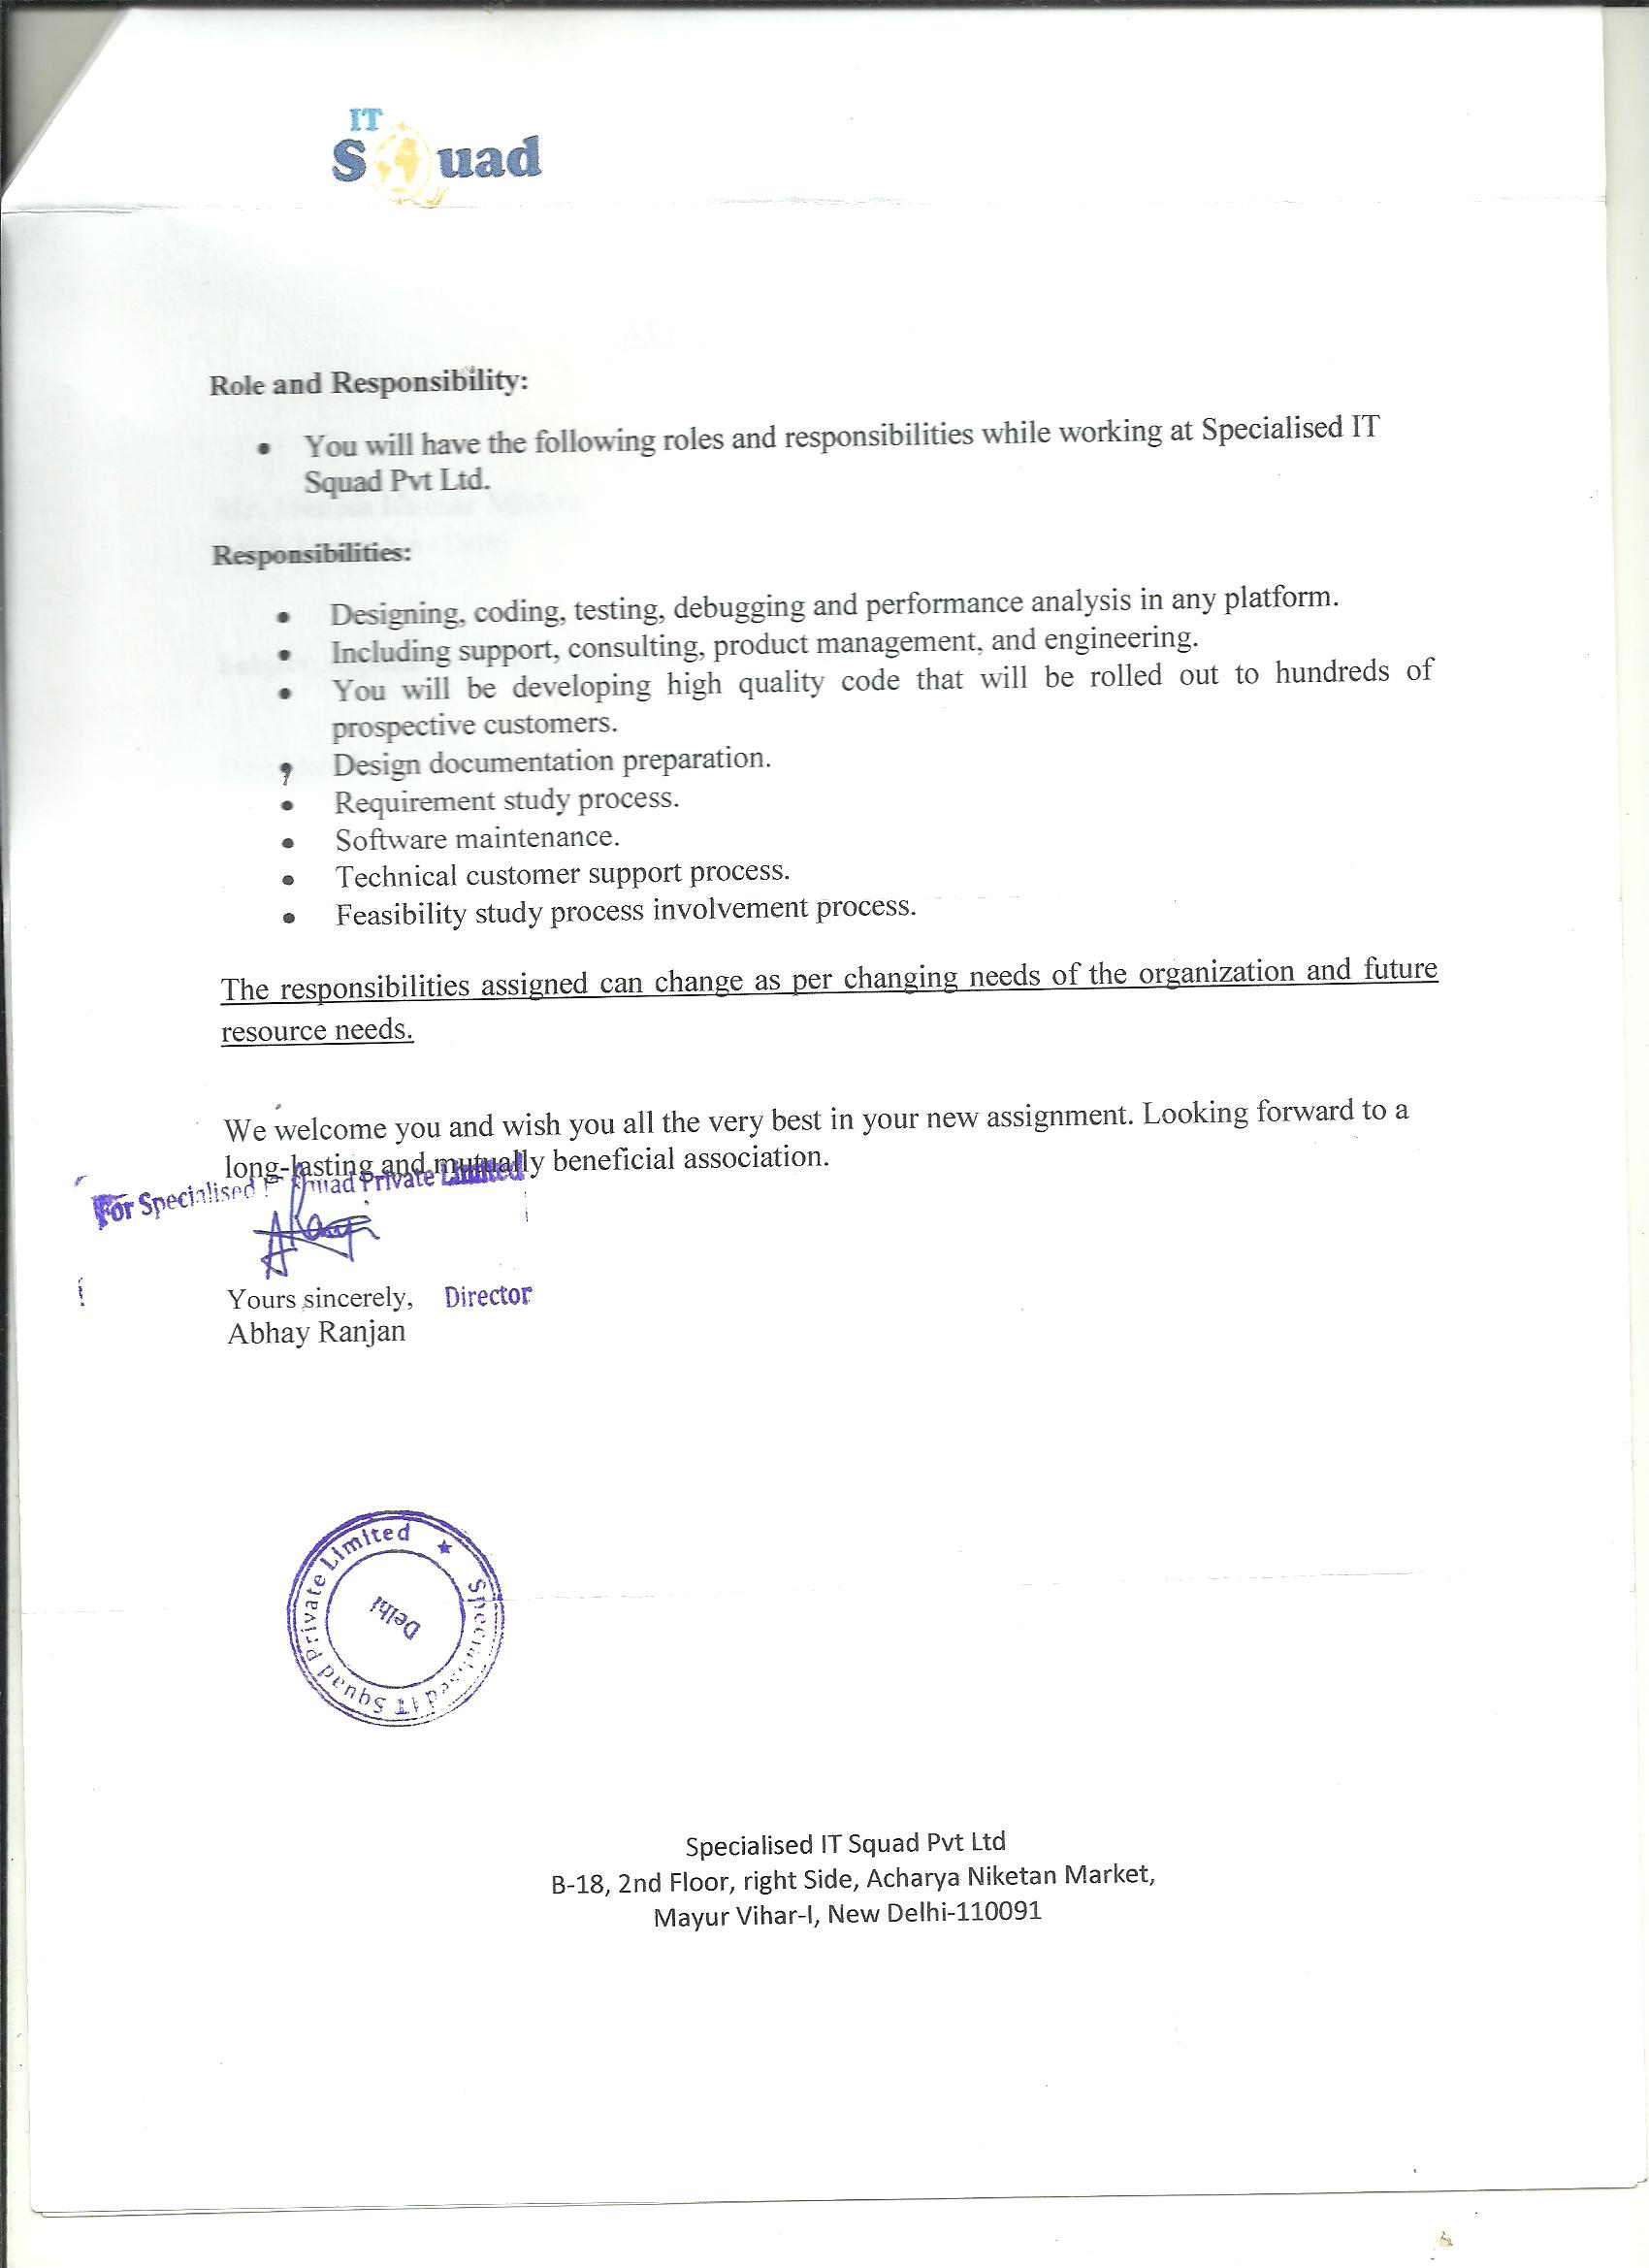 IT
Squad
Role and Responsibility:
• You will have the following roles and responsibilities while working at Specialised IT
Squad Pvt Ltd.
Responsibilities:
• Designing, coding, testing, debugging and performance analysis in any platform.
• Including support, consulting, product management, and engineering.
• You will be developing high quality code that will be rolled out to hundreds of
prospective customers.
• Design documentation preparation.
• Requirement study process.
• Software maintenance.
• Technical customer support process.
• Feasibility study process involvement process.
The responsibilities assigned can change as per changing needs of the organization and future
resource needs.
We welcome you and wish you all the very best in your new assignment. Looking forward to a
long-lasting and mutually beneficial association.
For Specialised Squad Private Limited
Yours sincerely, Director
Abhay Ranjan
Specialised IT Squad Private Limited ★
Delhi
Specialised IT Squad Pvt Ltd
B-18, 2nd Floor, right Side, Acharya Niketan Market,
Mayur Vihar-I, New Delhi-110091